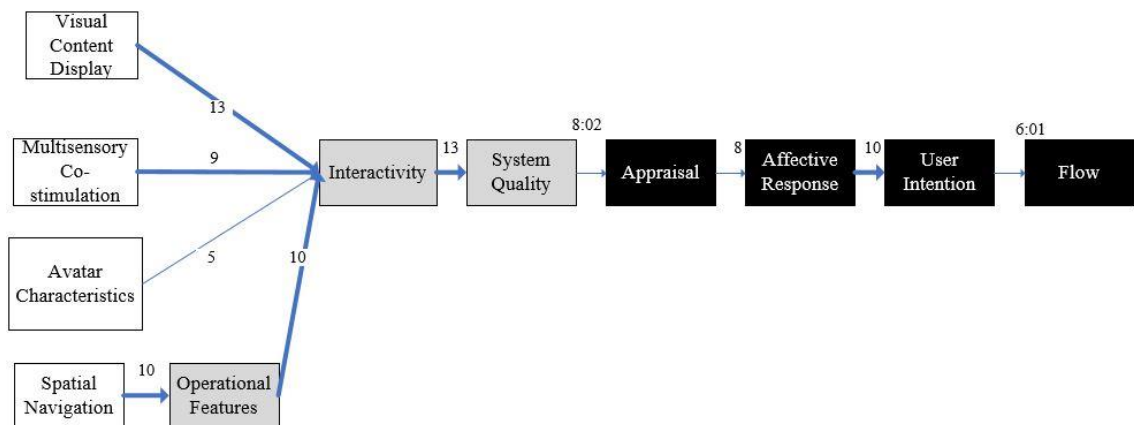 Visual
Content
Display
13
Multisensory
Co-
stimulation
9
Avatar
Characteristics
5
Spatial
Navigation
10
Operational
Features
10
Interactivity
13
System
Quality
8:02
Appraisal
8
Affective
Response
10
User
Intention
6:01
Flow